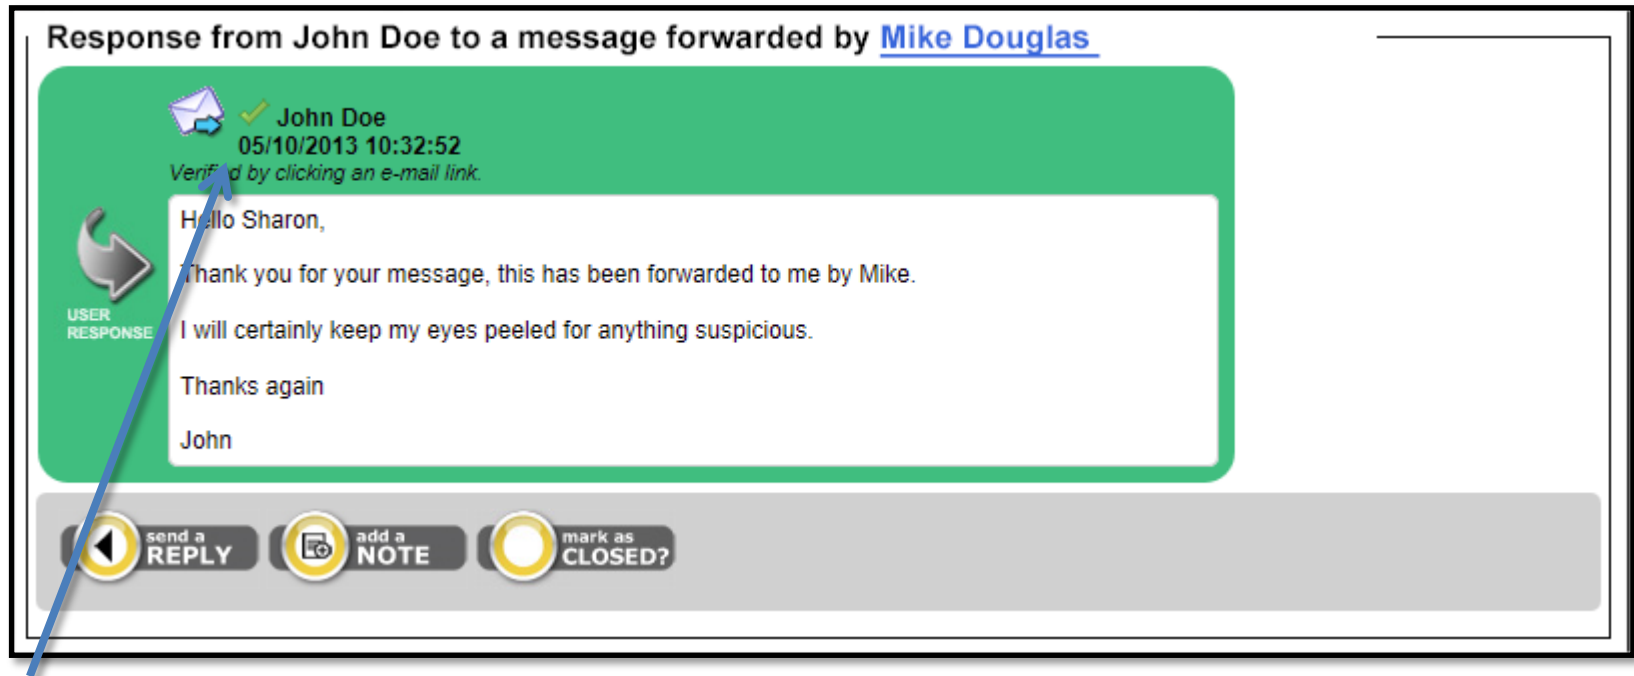 Response from John Doe to a message forwarded by Mike Douglas
John Doe
05/10/2013 10:32:52
Verified by clicking an e-mail link.
Hello Sharon,
Thank you for your message, this has been forwarded to me by Mike.
USER
RESPONSE
I will certainly keep my eyes peeled for anything suspicious.
Thanks again
John
send a
REPLY
add a
NOTE
mark as
CLOSED?